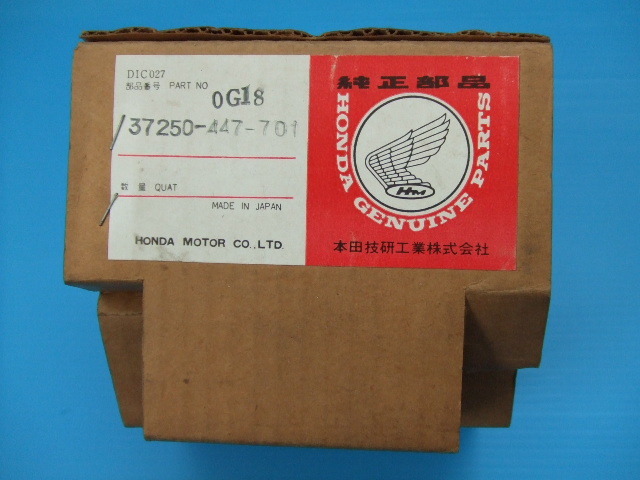 DIC027
部品番号 PART NO
0G18
37250-447-701
数量 QUAT
MADE IN JAPAN
HONDA MOTOR CO.,LTD.
純正部品
HONDA GENUINE PARTS
HM
本田技研工業株式会社